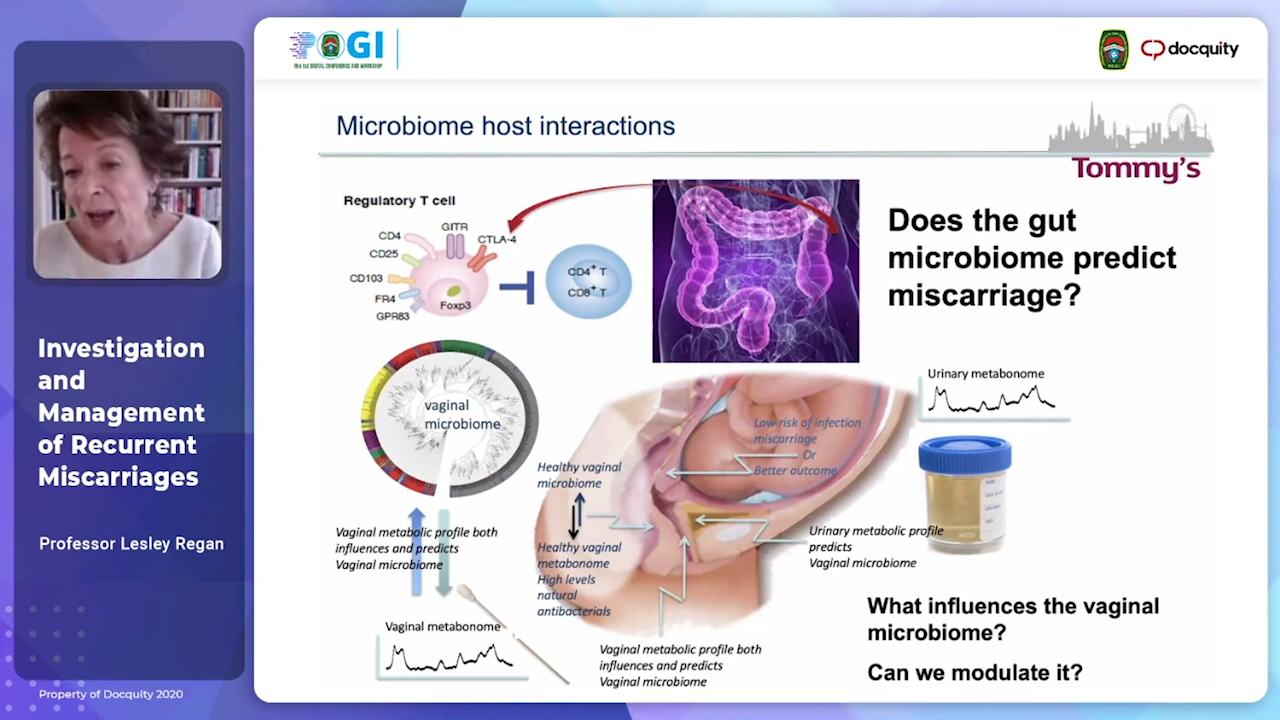 POGI
The 1st DIGITAL CONFERENCE AND WORKSHOP
docquity
Microbiome host interactions
Tommy's
Regulatory T cell
GITR
CD4
CTLA-4
CD25
CD103
FR4
Foxp3
GPR83
CD4+ T
CD8+ T
Does the gut
microbiome predict
miscarriage?
Investigation
and
Management
of Recurrent
Miscarriages
Professor Lesley Regan
vaginal
microbiome
Urinary metabonome
Low risk of infection
miscarriage
Or
Better outcome
Healthy vaginal
microbiome
Healthy vaginal
metabonome
High levels
natural
antibacterials
Vaginal metabolic profile both
influences and predicts
Vaginal microbiome
Urinary metabolic profile
predicts
Vaginal microbiome
Vaginal metabonome
Vaginal metabolic profile both
influences and predicts
Vaginal microbiome
What influences the vaginal
microbiome?
Can we modulate it?
Property of Docquity 2020